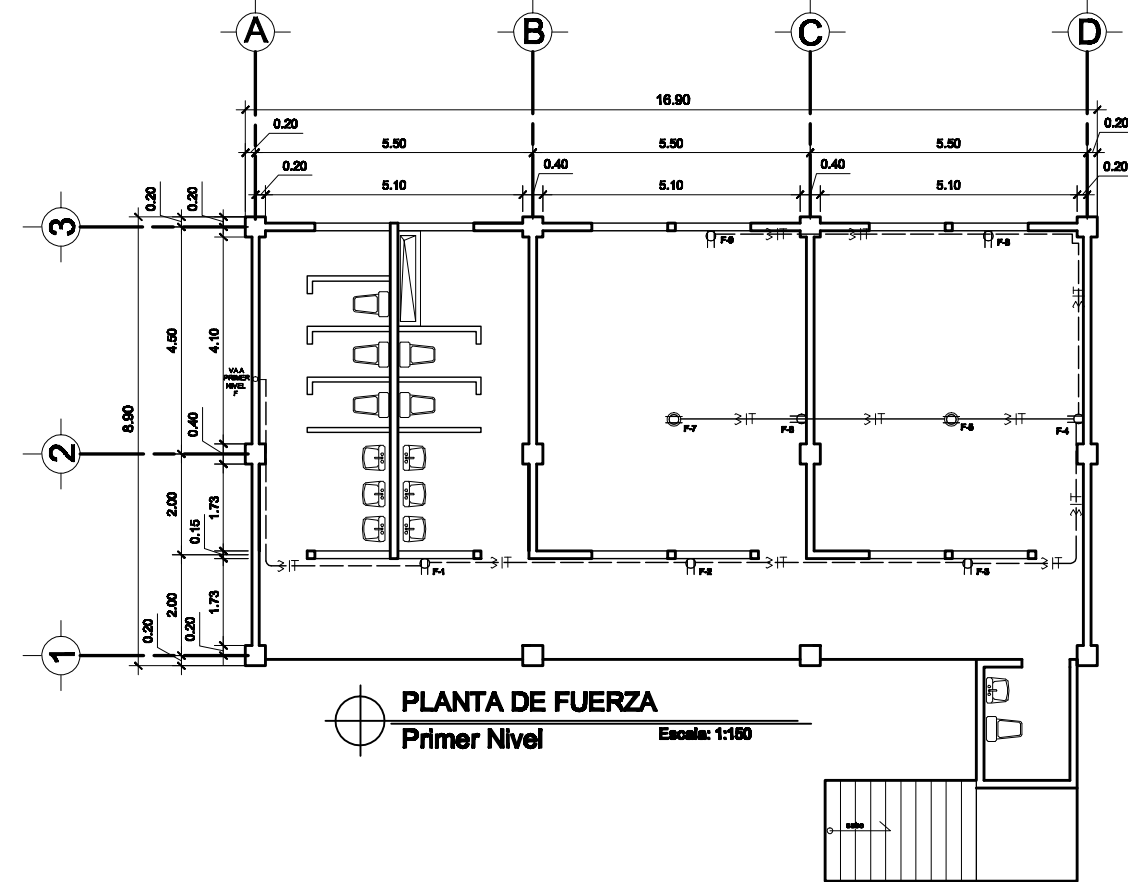 A B C D
16.90
0.20 0.20
5.50 5.50 5.50
0.20 0.40 0.40 0.20
5.10 5.10 5.10
0.20 0.20
3
F-9 F-8
4.50 4.10
VA A
PRIMER
NIVEL
F
8.90
0.40
F-7 F-6 F-5 F-4
2
2.00 1.73
0.15
F-1 F-2 F-3
2.00 1.73
0.20 0.20
1
PLANTA DE FUERZA
Primer Nivel Escala: 1:150
sube